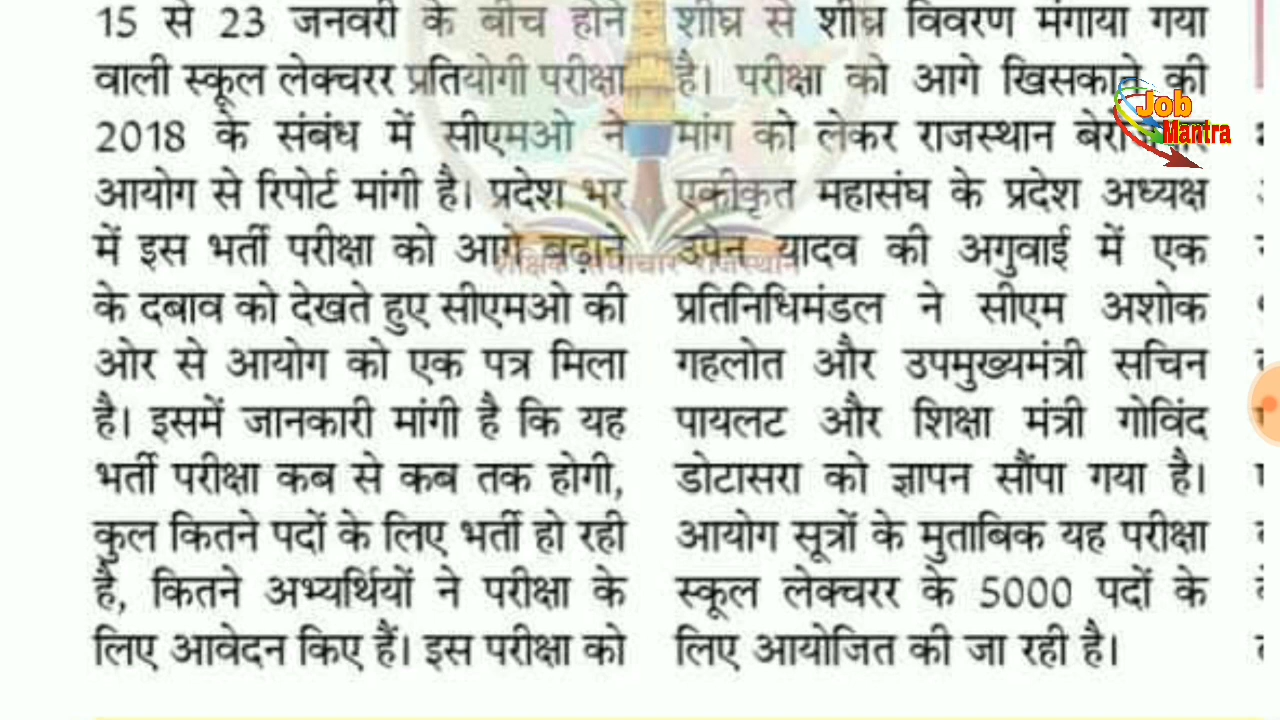 15 से 23 जनवरी के बीच होने
वाली स्कूल लेक्चरर प्रतियोगी परीक्षा
2018 के संबंध में सीएमओ ने
आयोग से रिपोर्ट मांगी है। प्रदेश भर
में इस भर्ती परीक्षा को आगे बढ़ाने
के दबाव को देखते हुए सीएमओ की
ओर से आयोग को एक पत्र मिला
है। इसमें जानकारी मांगी है कि यह
भर्ती परीक्षा कब से कब तक होगी,
कुल कितने पदों के लिए भर्ती हो रही
है, कितने अभ्यर्थियों ने परीक्षा के
लिए आवेदन किए हैं। इस परीक्षा को
शीघ्र से शीघ्र विवरण मंगाया गया
है। परीक्षा को आगे खिसकाने की
मांग को लेकर राजस्थान बेरोजगार
एकीकृत महासंघ के प्रदेश अध्यक्ष
उपेन यादव की अगुवाई में एक
प्रतिनिधिमंडल ने सीएम अशोक
गहलोत और उपमुख्यमंत्री सचिन
पायलट और शिक्षा मंत्री गोविंद
डोटासरा को ज्ञापन सौंपा गया है।
आयोग सूत्रों के मुताबिक यह परीक्षा
स्कूल लेक्चरर के 5000 पदों के
लिए आयोजित की जा रही है।
शैक्षिक समाचार राजस्थान
Job
Mantra